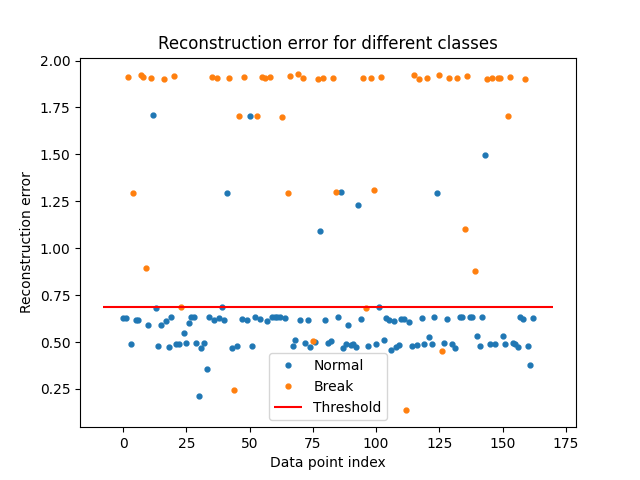 Reconstruction error for different classes
Reconstruction error
2.00
1.75
1.50
1.25
1.00
0.75
0.50
0.25
Normal
Break
Threshold
0
25
50
75
100
125
150
175
Data point index